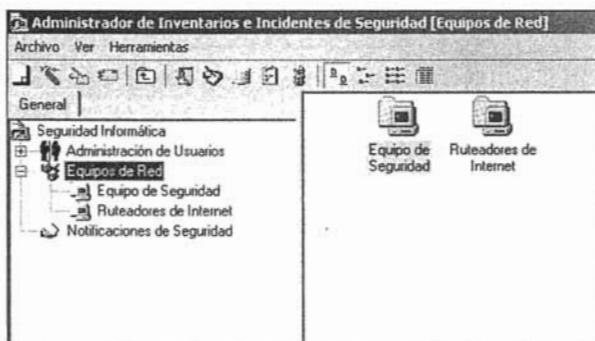 Administrador de Inventarios e Incidentes de Seguridad [Equipos de Red]
Archivo Ver Herramientas
General
Seguridad Informática
Administración de Usuarios
Equipos de Red
Equipo de Seguridad
Ruteadores de Internet
Notificaciones de Seguridad
Equipo de
Seguridad
Ruteadores de
Internet